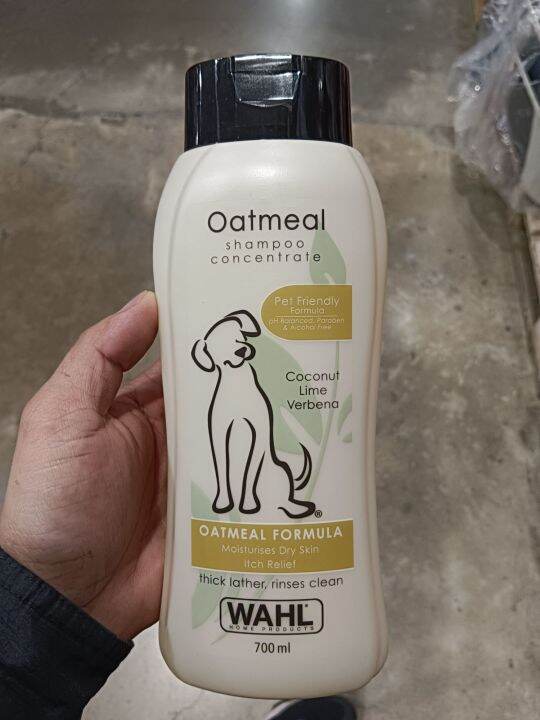 Oatmeal
shampoo
concentrate
Pet Friendly
Formula
pH Balanced, Paraben
& Alcohol Free
Coconut
Lime
Verbena
®
OATMEAL FORMULA
Moisturises Dry Skin
Itch Relief
thick lather, rinses clean
WAHL®
HOME PRODUCTS
700 ml